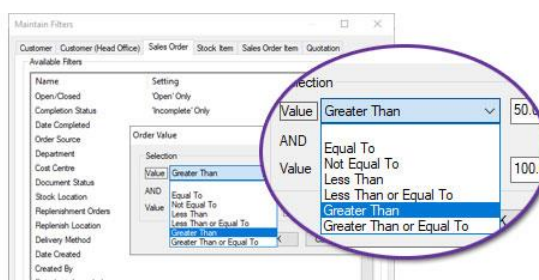 Maintain Filters
Customer Customer (Head Office) Sales Order Stock Item Sales Order Item Quotation
Available Filters
Name Setting
Open/Closed 'Open' Only
Completion Status 'Incomplete' Only
Date Completed
Order Source
Department
Cost Centre
Document Status
Stock Location
Replenishment Orders
Replenish Location
Delivery Method
Date Created
Created By
Order Value
Selection
Value Greater Than
AND
Value
Equal To
Not Equal To
Less Than
Less Than or Equal To
Greater Than
Greater Than or Equal To
Value Greater Than 50.
AND
Value 100.
Equal To
Not Equal To
Less Than
Less Than or Equal To
Greater Than
Greater Than or Equal To